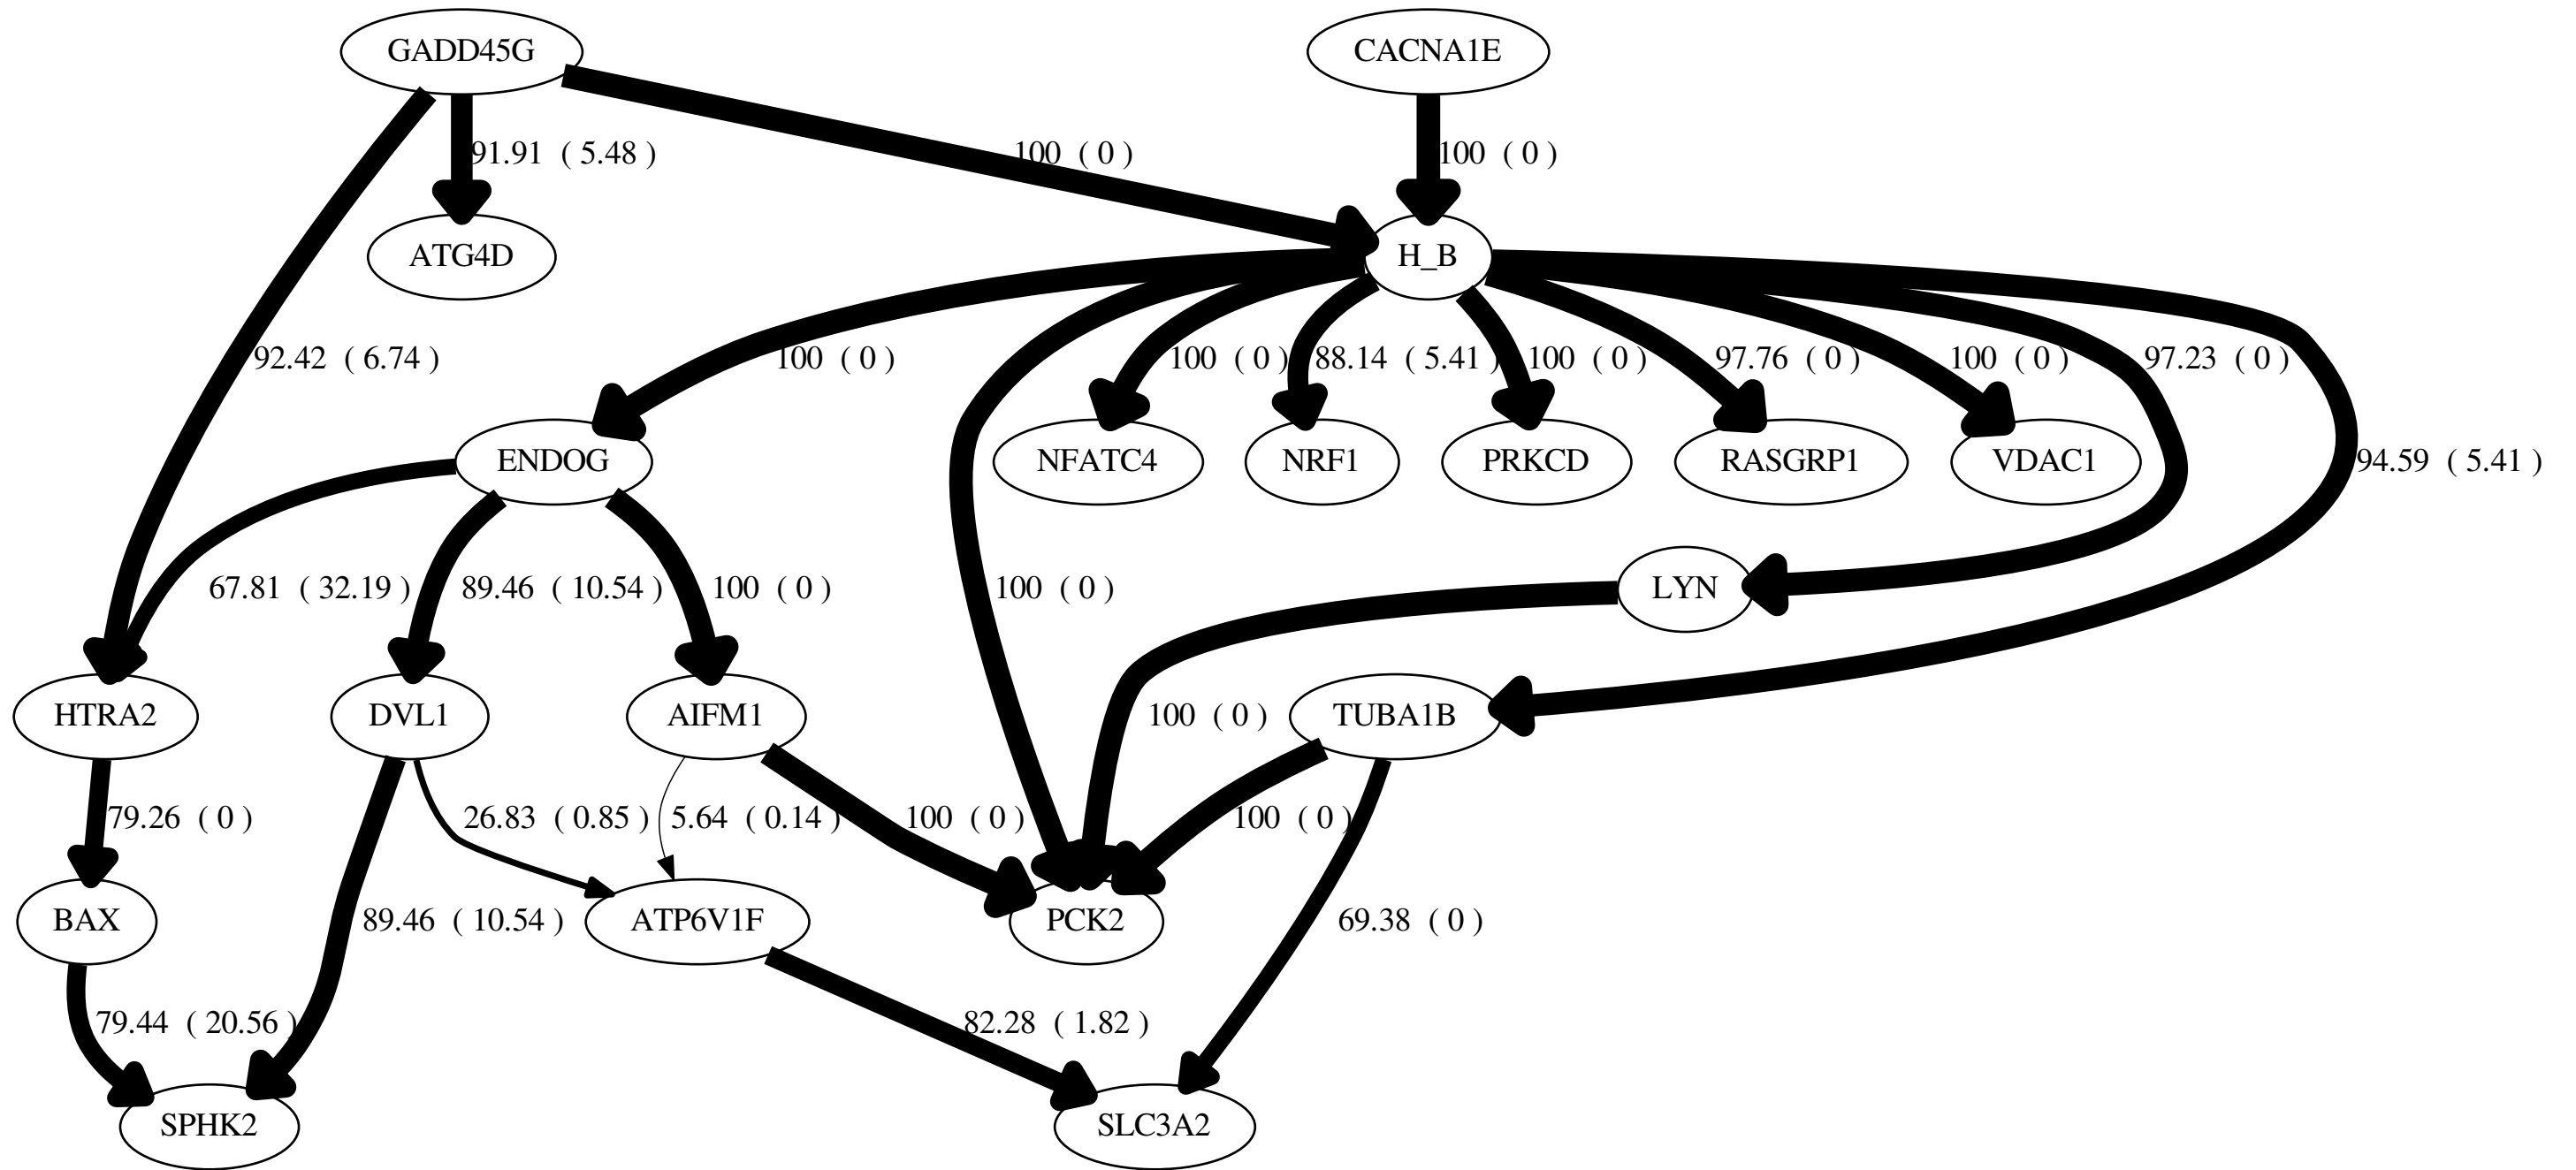 GADD45G
CACNA1E
91.91 ( 5.48 )
100 ( 0 )
100 ( 0 )
ATG4D
H_B
92.42 ( 6.74 )
100 ( 0 )
100 ( 0 )
88.14 ( 5.41 )
100 ( 0 )
97.76 ( 0 )
100 ( 0 )
97.23 ( 0 )
ENDOG
NFATC4
NRF1
PRKCD
RASGRP1
VDAC1
94.59 ( 5.41 )
67.81 ( 32.19 )
89.46 ( 10.54 )
100 ( 0 )
100 ( 0 )
LYN
HTRA2
DVL1
AIFM1
100 ( 0 )
TUBA1B
79.26 ( 0 )
26.83 ( 0.85 )
5.64 ( 0.14 )
100 ( 0 )
100 ( 0 )
BAX
89.46 ( 10.54 )
ATP6V1F
PCK2
69.38 ( 0 )
79.44 ( 20.56 )
82.28 ( 1.82 )
SPHK2
SLC3A2